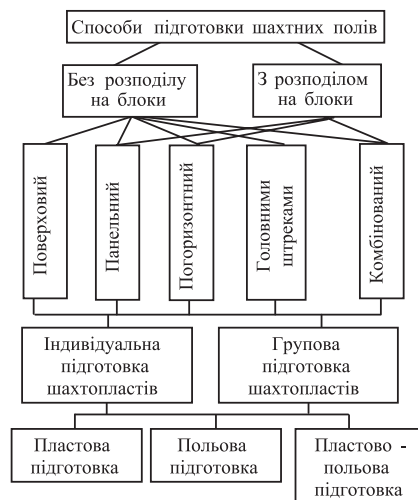 Способи підготовки шахтних полів
Без розподілу
на блоки
З розподілом
на блоки
Поверховий
Панельний
Погоризонтний
Головними
штреками
Комбінований
Індивідуальна
підготовка
шахтопластів
Групова
підготовка
шахтопластів
Пластова
підготовка
Польова
підготовка
Пластово -
польова
підготовка